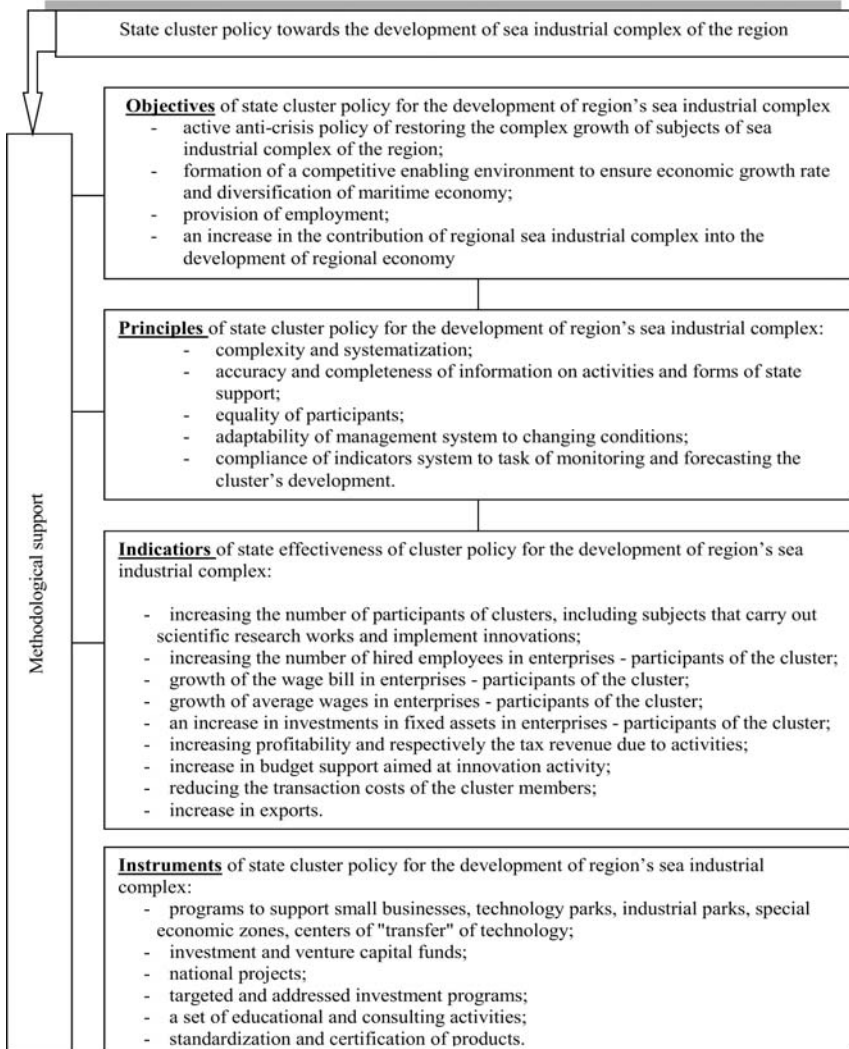 State cluster policy towards the development of sea industrial complex of the region
Objectives of state cluster policy for the development of region's sea industrial complex
- active anti-crisis policy of restoring the complex growth of subjects of sea
industrial complex of the region;
- formation of a competitive enabling environment to ensure economic growth rate
and diversification of maritime economy;
- provision of employment;
- an increase in the contribution of regional sea industrial complex into the
development of regional economy
Methodological support
Principles of state cluster policy for the development of region's sea industrial complex:
- complexity and systematization;
- accuracy and completeness of information on activities and forms of state
support;
- equality of participants;
- adaptability of management system to changing conditions;
- compliance of indicators system to task of monitoring and forecasting the
cluster's development.
Indicatiors of state effectiveness of cluster policy for the development of region's sea
industrial complex:
- increasing the number of participants of clusters, including subjects that carry out
scientific research works and implement innovations;
- increasing the number of hired employees in enterprises - participants of the cluster;
- growth of the wage bill in enterprises - participants of the cluster;
- growth of average wages in enterprises - participants of the cluster;
- an increase in investments in fixed assets in enterprises - participants of the cluster;
- increasing profitability and respectively the tax revenue due to activities;
- increase in budget support aimed at innovation activity;
- reducing the transaction costs of the cluster members;
- increase in exports.
Instruments of state cluster policy for the development of region's sea industrial
complex:
- programs to support small businesses, technology parks, industrial parks, special
economic zones, centers of "transfer" of technology;
- investment and venture capital funds;
- national projects;
- targeted and addressed investment programs;
- a set of educational and consulting activities;
- standardization and certification of products.